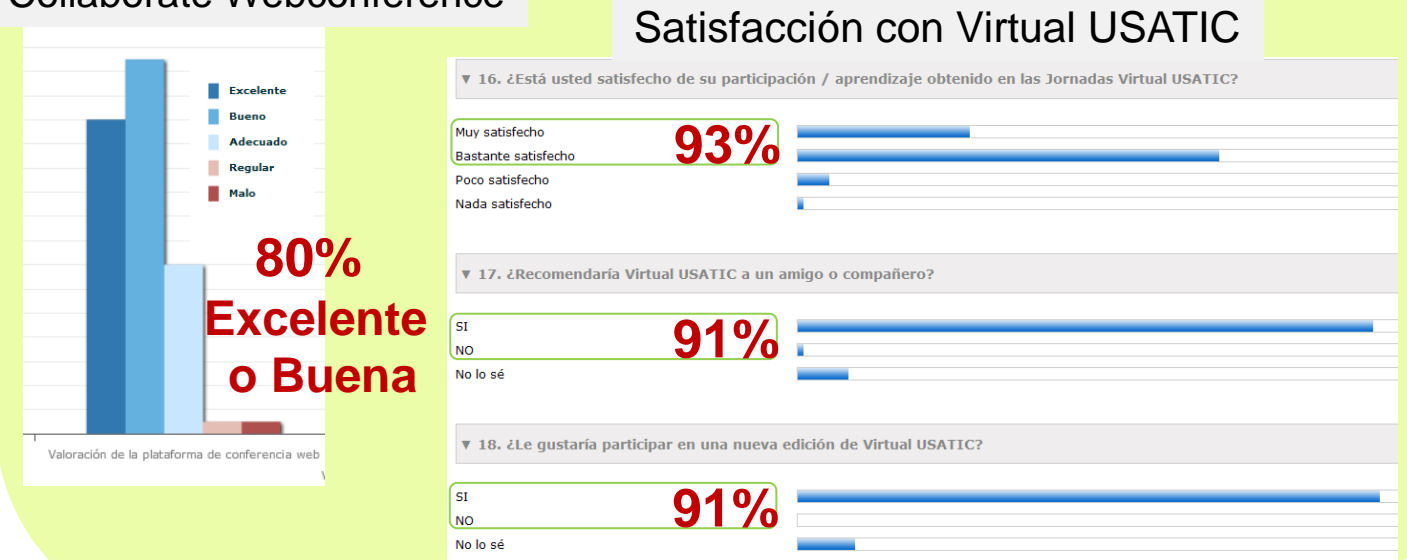 Collaborate Webconference
Excelente
Bueno
Adecuado
Regular
Malo
80%
Excelente
o Buena
Valoración de la plataforma de conferencia web
Satisfacción con Virtual USATIC
▼ 16. ¿Está usted satisfecho de su participación / aprendizaje obtenido en las Jornadas Virtual USATIC?
Muy satisfecho
Bastante satisfecho
93%
Poco satisfecho
Nada satisfecho
▼ 17. ¿Recomendaría Virtual USATIC a un amigo o compañero?
SI
NO
91%
No lo sé
▼ 18. ¿Le gustaría participar en una nueva edición de Virtual USATIC?
SI
NO
91%
No lo sé